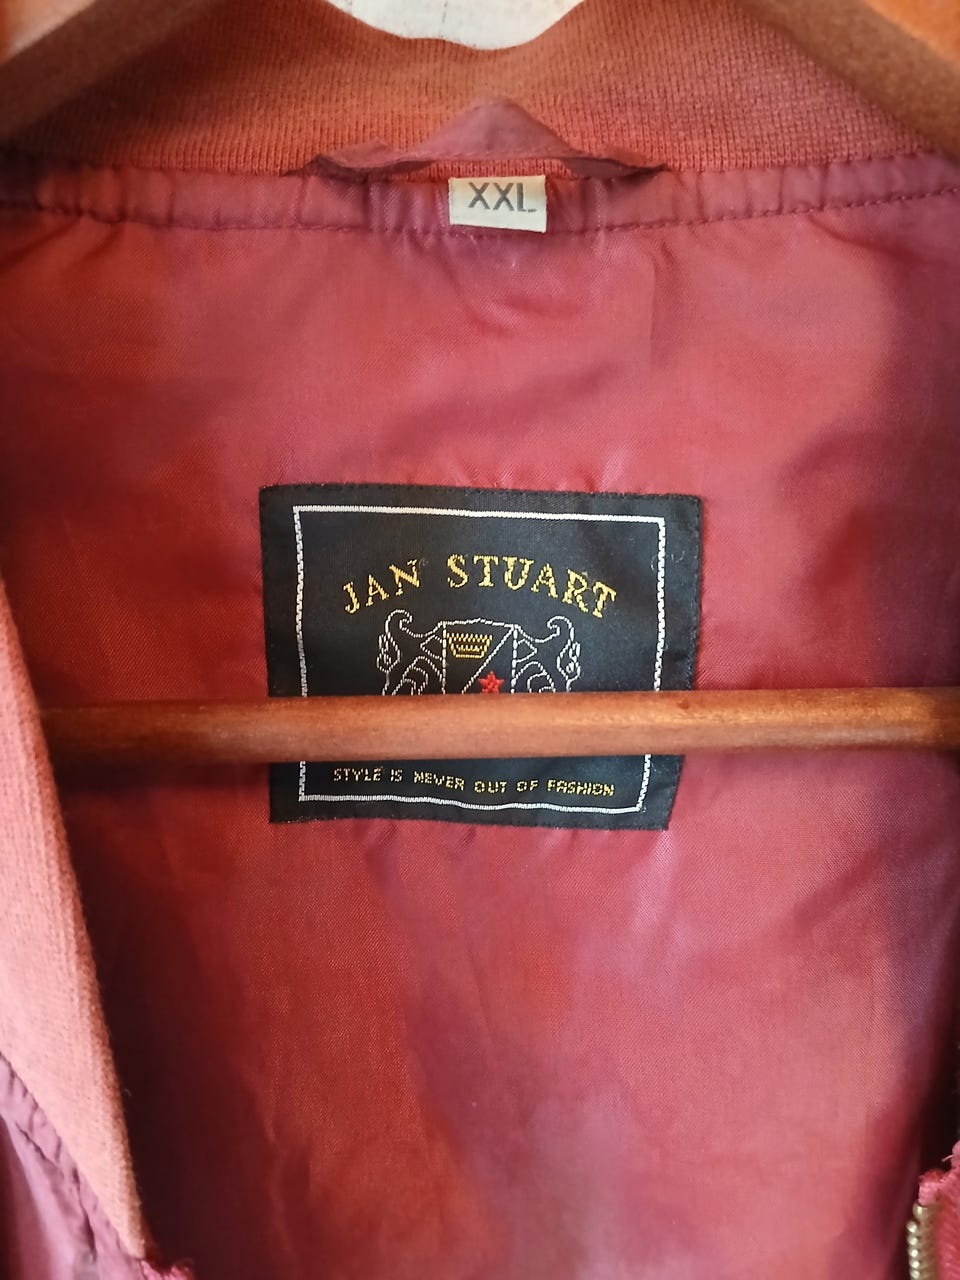 XXL
JAN STUART
STYLE IS NEVER OUT OF FASHION